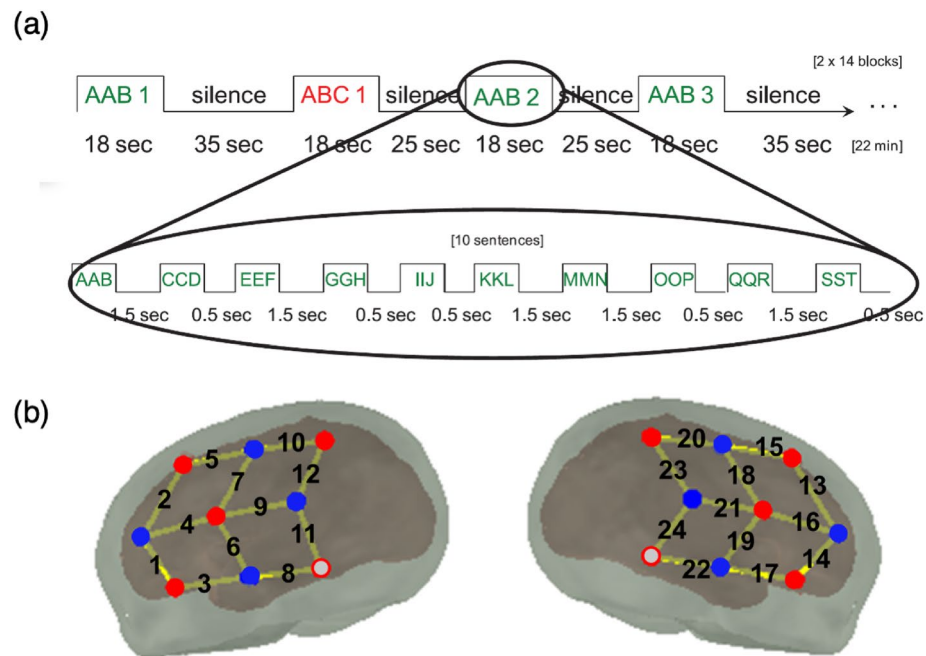 (a)
[2 x 14 blocks]
AAB 1 silence ABC 1 silence AAB 2 silence AAB 3 silence ...
18 sec 35 sec 18 sec 25 sec 18 sec 25 sec 18 sec 35 sec [22 min]
[10 sentences]
AAB CCD EEF GGH IIJ KKL MMN OOP QQR SST
1.5 sec 0.5 sec 1.5 sec 0.5 sec 0.5 sec 1.5 sec 1.5 sec 0.5 sec 1.5 sec 0.5 sec
(b)
10 20 15
5
12 23 18 13
7
2
9 21 16
4
11 24 19
6
1 14
8 22 17
3